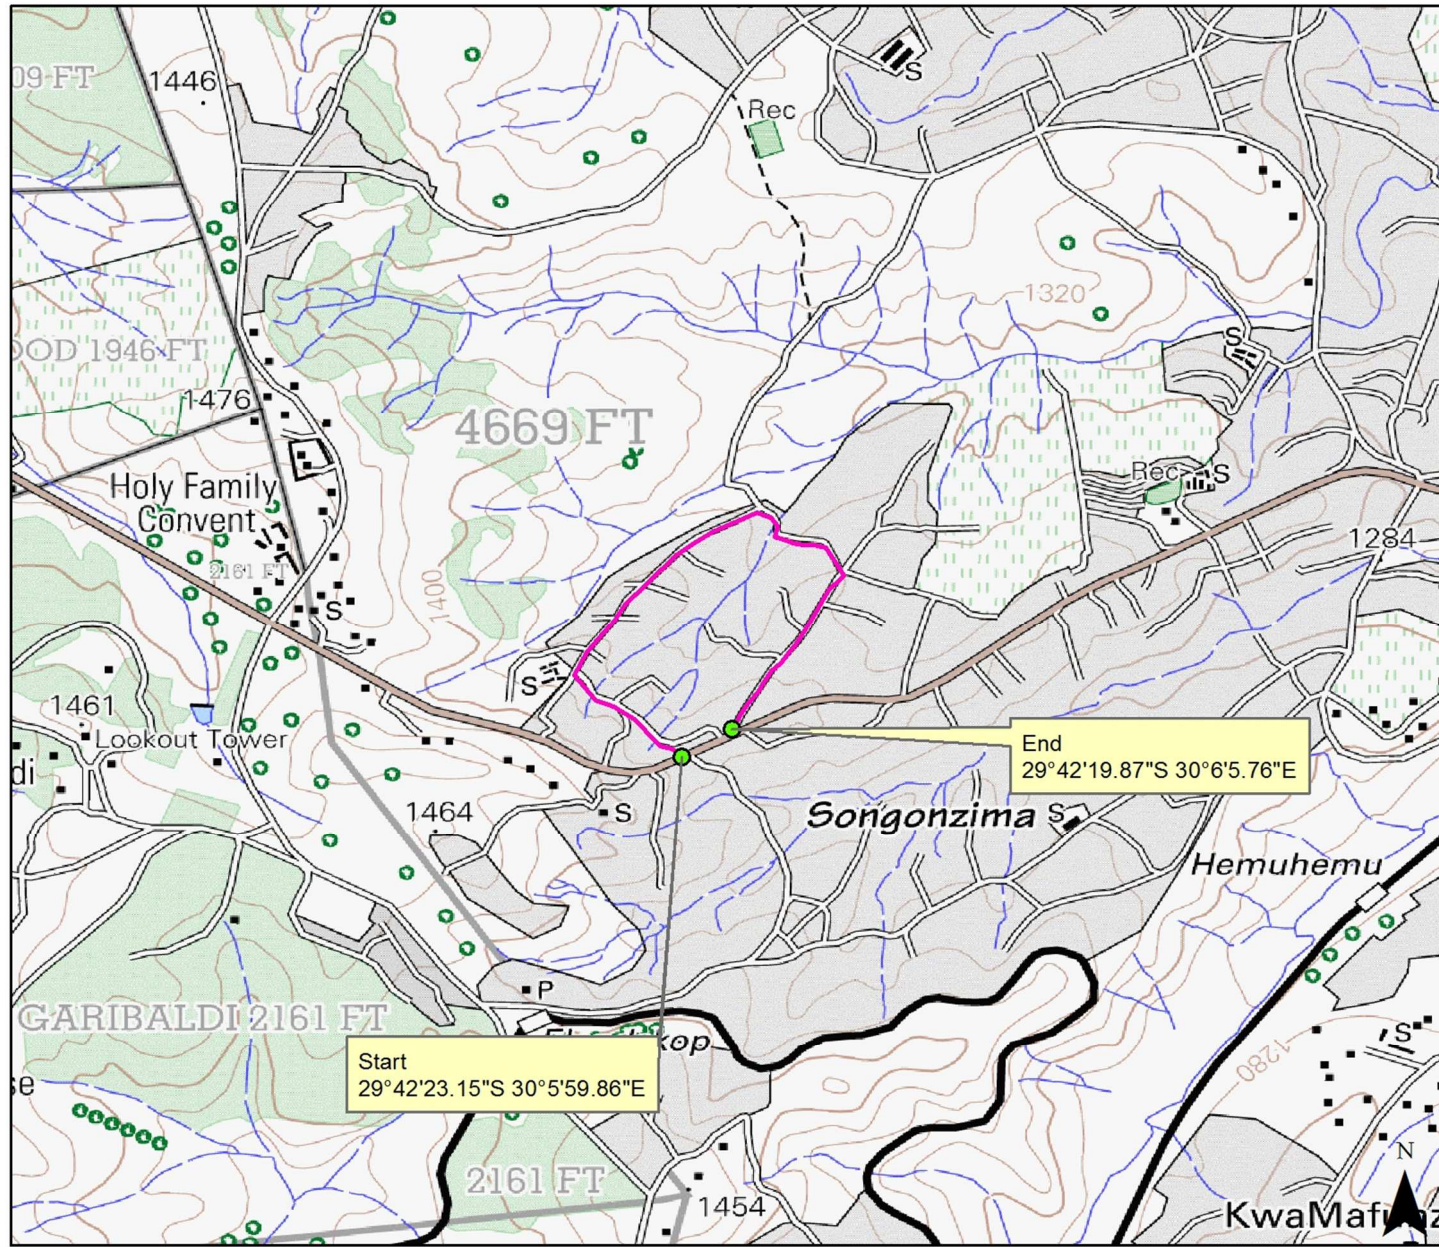 09 FT
1446
S
Rec
1320
OOD 1946 FT
S
1476
4669 FT
Holy Family
Convent
Rec
S
1284
2161 FT
1400
S
S
1461
Lookout Tower
End
29°42'19.87"S 30°6'5.76"E
di
1464
S
Songonzima
S
Hemuhemu
P
GARIBALDI 2161 FT
kop
S
Start
29°42'23.15"S 30°5'59.86"E
1280
se
N
2161 FT
1454